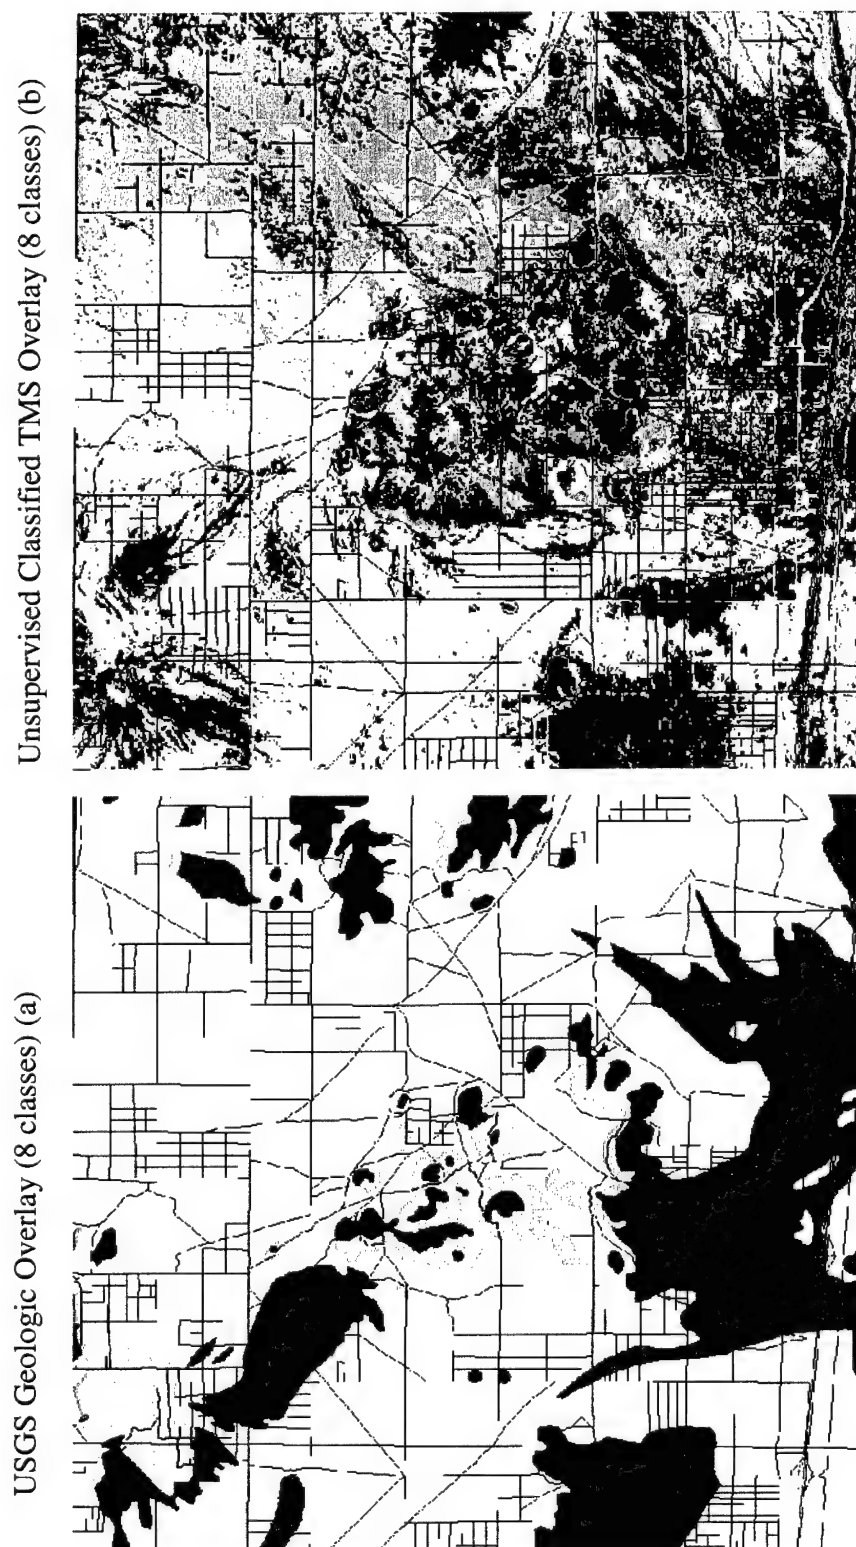 USGS Geologic Overlay (8 classes) (a)
Unsupervised Classified TMS Overlay (8 classes) (b)